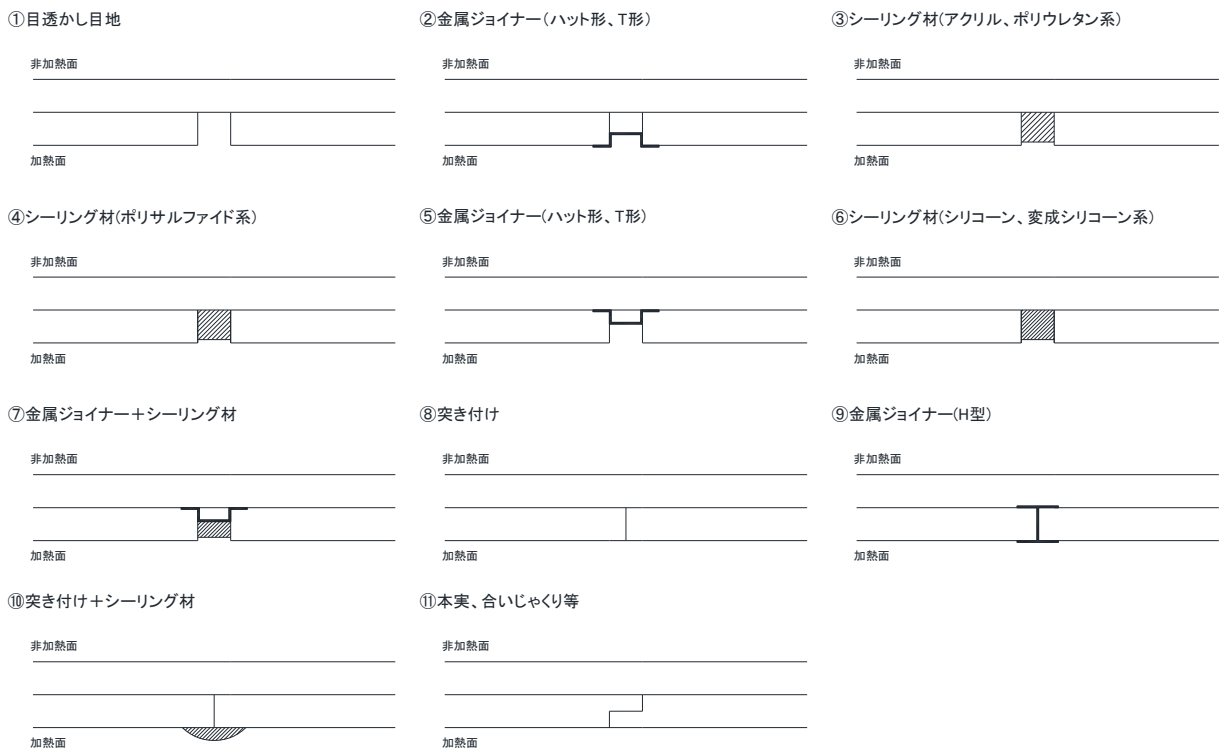 ①目透かし目地
②金属ジョイナー(ハット形、T形)
③シーリング材(アクリル、ポリウレタン系)
非加熱面
非加熱面
非加熱面
加熱面
加熱面
加熱面
④シーリング材(ポリサルファイド系)
⑤金属ジョイナー(ハット形、T形)
⑥シーリング材(シリコーン、変成シリコーン系)
非加熱面
非加熱面
非加熱面
加熱面
加熱面
加熱面
⑦金属ジョイナー＋シーリング材
⑧突き付け
⑨金属ジョイナー(H型)
非加熱面
非加熱面
非加熱面
加熱面
加熱面
加熱面
⑩突き付け＋シーリング材
⑪本実、合いじゃくり等
非加熱面
非加熱面
加熱面
加熱面